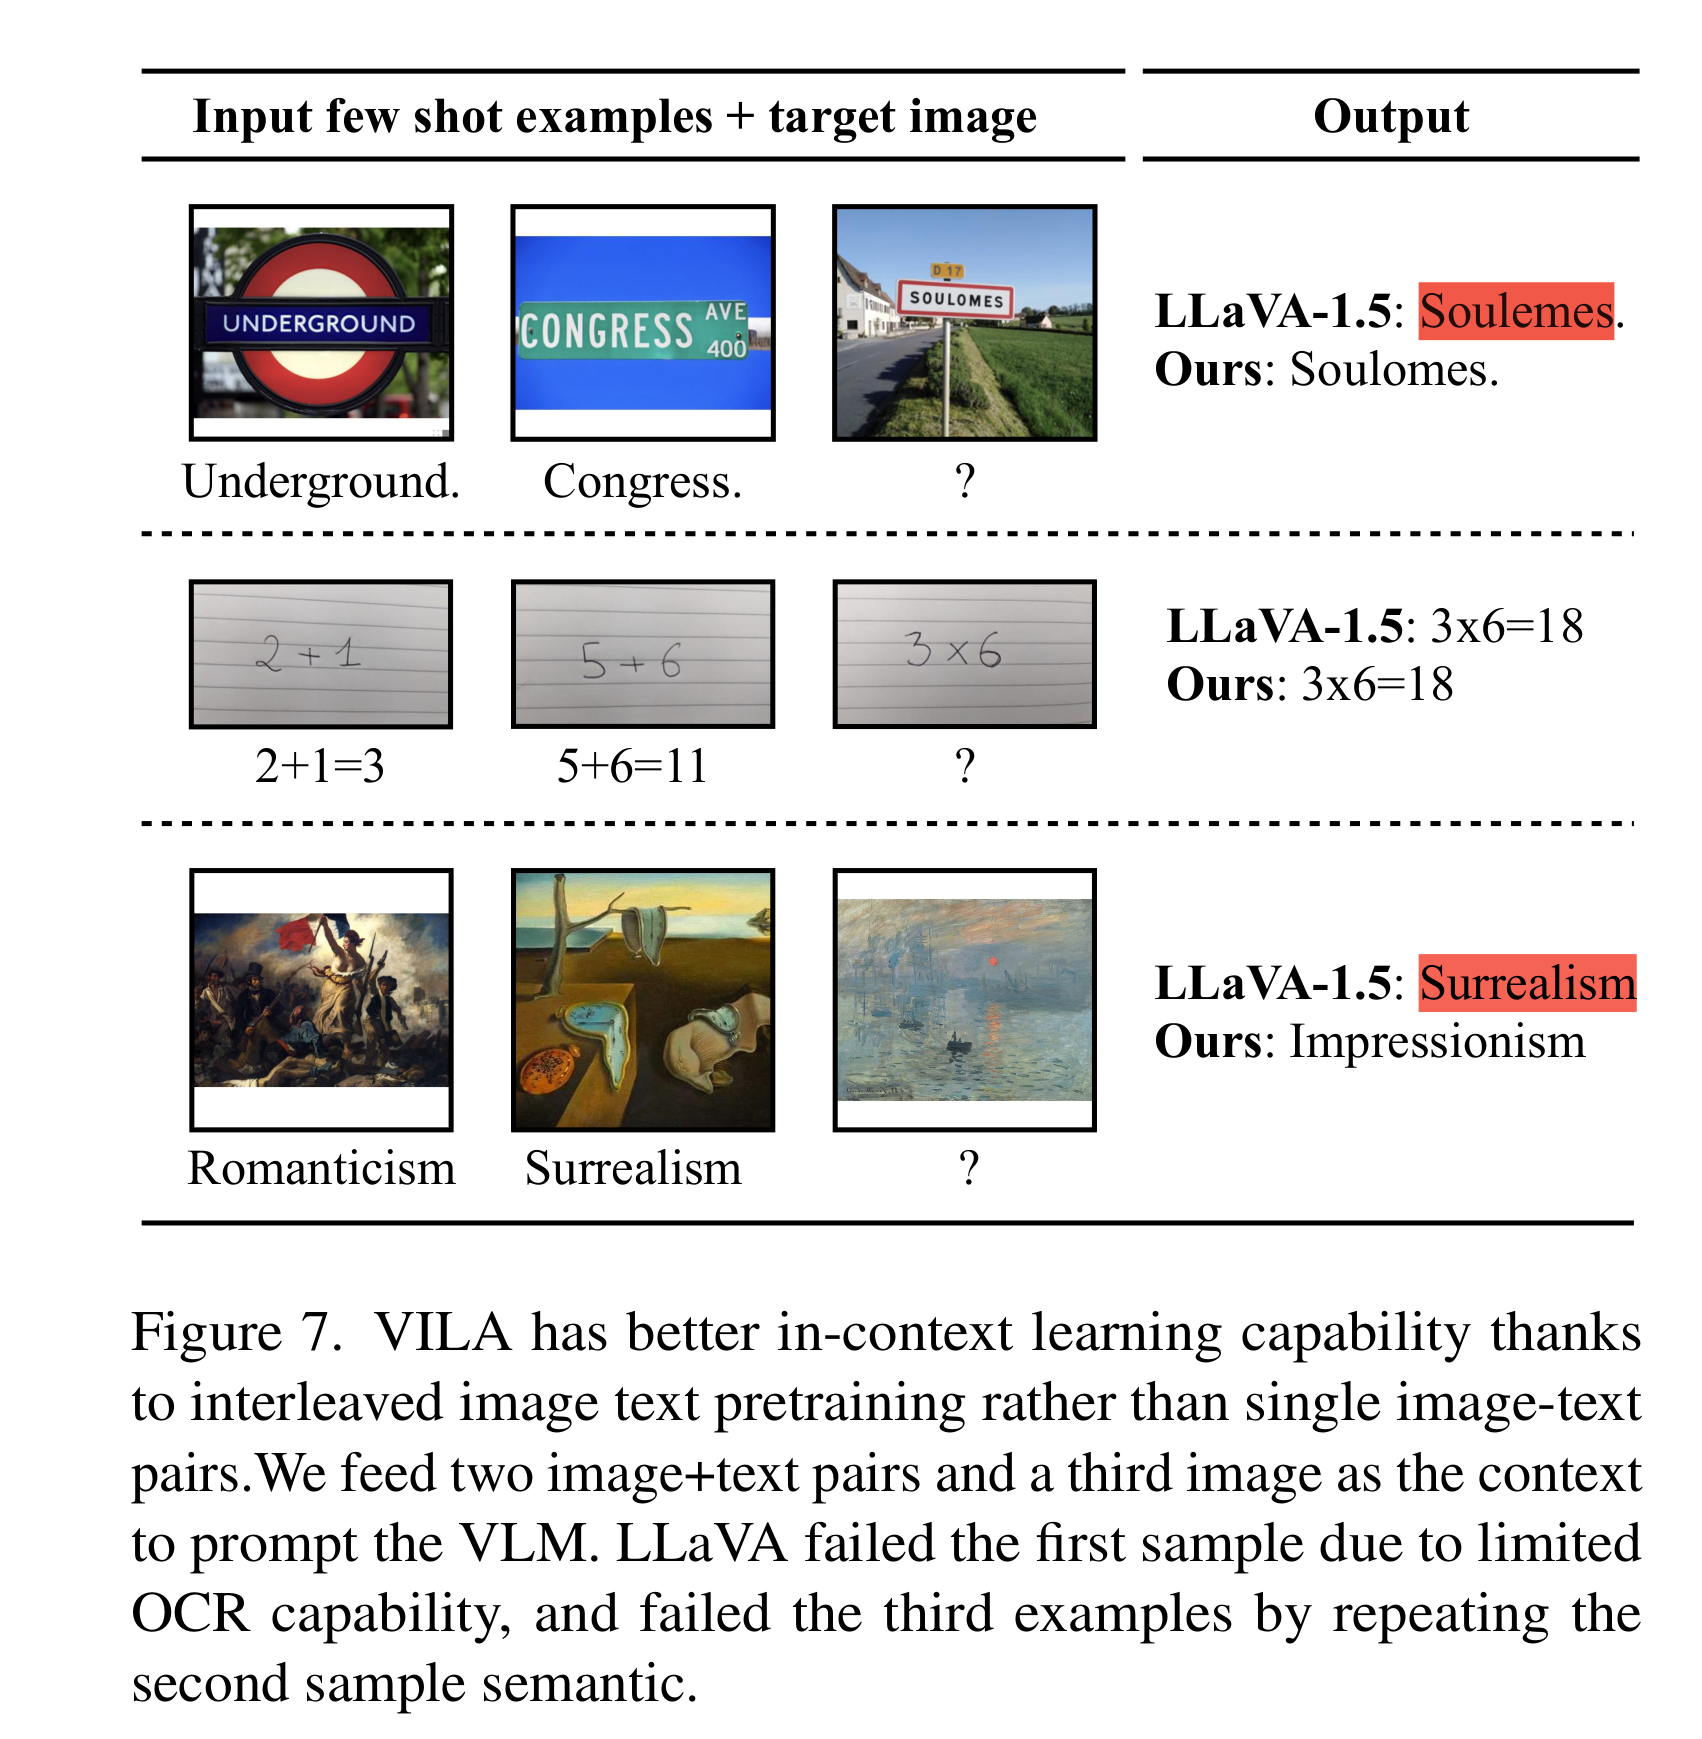 Input few shot examples + target image
Output
UNDERGROUND
CONGRESS AVE 400
D 17
SOULOMES
LLaVA-1.5: Soulemes.
Ours: Soulomes.
Underground.
Congress.
?
2 + 1
5 + 6
3 x 6
LLaVA-1.5: 3x6=18
Ours: 3x6=18
2+1=3
5+6=11
?
LLaVA-1.5: Surrealism
Ours: Impressionism
Romanticism
Surrealism
?
Figure 7. VILA has better in-context learning capability thanks
to interleaved image text pretraining rather than single image-text
pairs.We feed two image+text pairs and a third image as the context
to prompt the VLM. LLaVA failed the first sample due to limited
OCR capability, and failed the third examples by repeating the
second sample semantic.